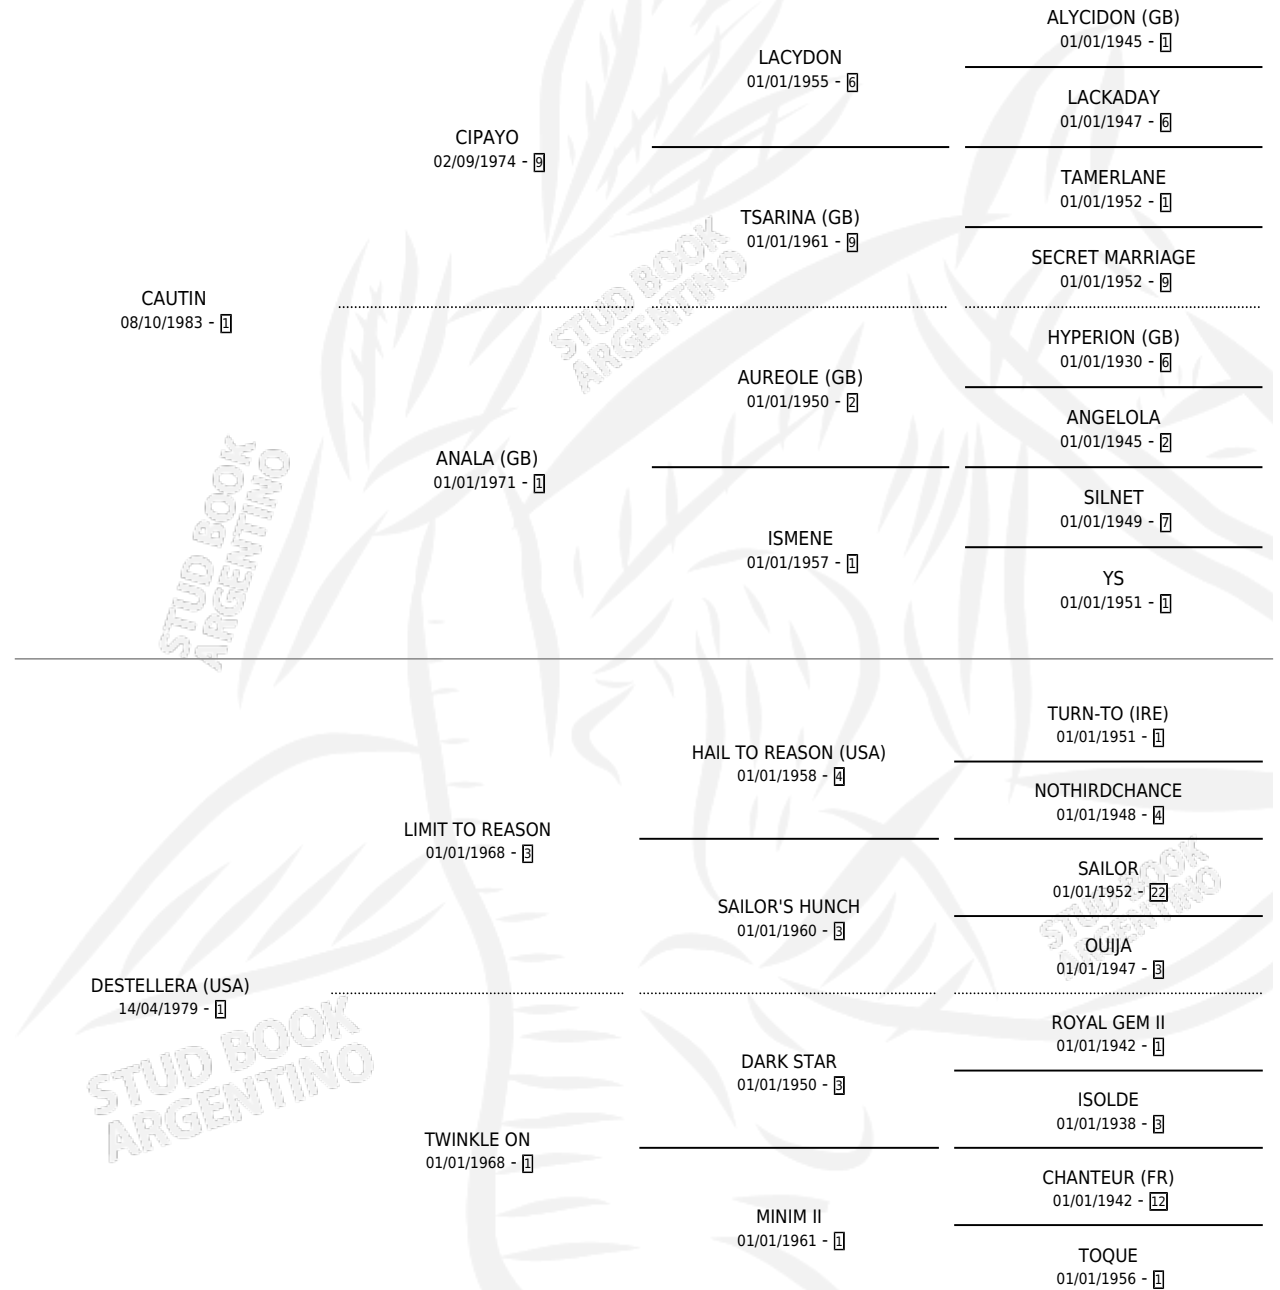 ALYCIDON (GB)
01/01/1945 - 1
LACYDON
01/01/1955 - 6
LACKADAY
01/01/1947 - 6
CIPAYO
02/09/1974 - 9
TAMERLANE
01/01/1952 - 1
TSARINA (GB)
01/01/1961 - 9
SECRET MARRIAGE
01/01/1952 - 9
CAUTIN
08/10/1983 - 1
HYPERION (GB)
01/01/1930 - 6
AUREOLE (GB)
01/01/1950 - 2
ANGELOLA
01/01/1945 - 2
ANALA (GB)
01/01/1971 - 1
SILNET
01/01/1949 - 7
ISMENE
01/01/1957 - 1
YS
01/01/1951 - 1
TURN-TO (IRE)
01/01/1951 - 1
HAIL TO REASON (USA)
01/01/1958 - 4
NOTHIRDCHANCE
01/01/1948 - 4
LIMIT TO REASON
01/01/1968 - 3
SAILOR
01/01/1952 - 22
SAILOR'S HUNCH
01/01/1960 - 3
OUIJA
01/01/1947 - 3
DESTELLERA (USA)
14/04/1979 - 1
ROYAL GEM II
01/01/1942 - 1
DARK STAR
01/01/1950 - 3
ISOLDE
01/01/1938 - 3
TWINKLE ON
01/01/1968 - 1
CHANTEUR (FR)
01/01/1942 - 12
MINIM II
01/01/1961 - 1
TOQUE
01/01/1956 - 1
STUD BOOK
ARGENTINO
STUD BOOK
ARGENTINO
STUD BOOK
ARGENTINO
STUD BOOK
ARGENTINO